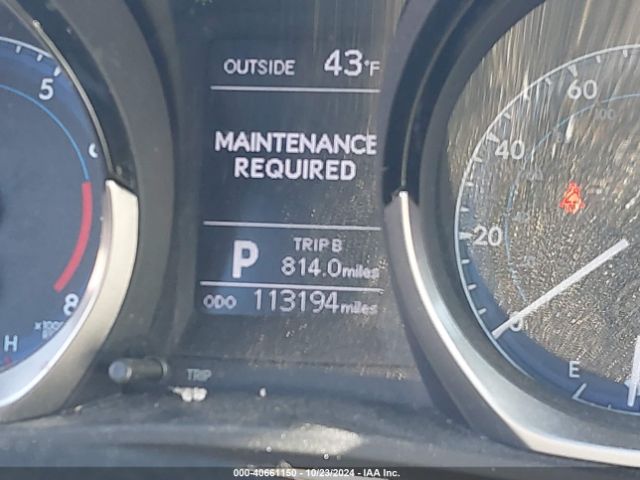 OUTSIDE 43°F
MAINTENANCE
REQUIRED
P
TRIP B
814.0 miles
ODO 113194 miles
TRIP
5
8
H
60
40
20
0
100
E
000-40661150 - 10/23/2024 - IAA Inc.